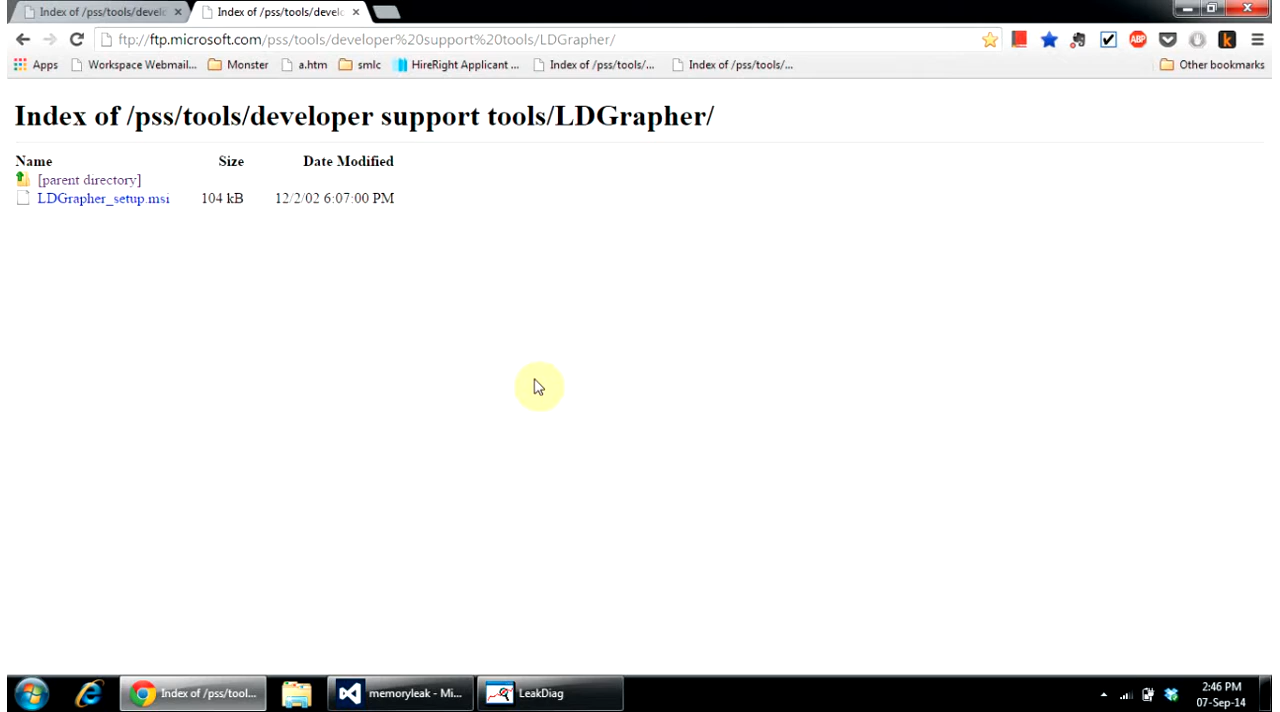 Index of /pss/tools/devel
Index of /pss/tools/devel
ftp://ftp.microsoft.com/pss/tools/developer%20support%20tools/LDGrapher/
ABP
k
Apps
Workspace Webmail...
Monster
a.htm
smlc
HireRight Applicant ...
Index of /pss/tools/...
Index of /pss/tools/...
Other bookmarks
Index of /pss/tools/developer support tools/LDGrapher/
Name Size Date Modified
[parent directory]
LDGrapher_setup.msi 104 kB 12/2/02 6:07:00 PM
Index of /pss/tool...
memoryleak - Mi...
LeakDiag
2:46 PM
07-Sep-14